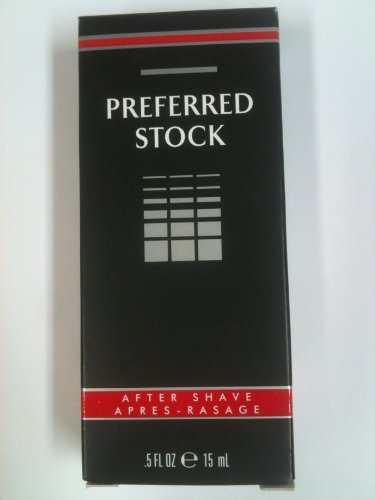 PREFERRED
STOCK
AFTER SHAVE
APRES-RASAGE
.5 FL OZ ℮ 15 mL